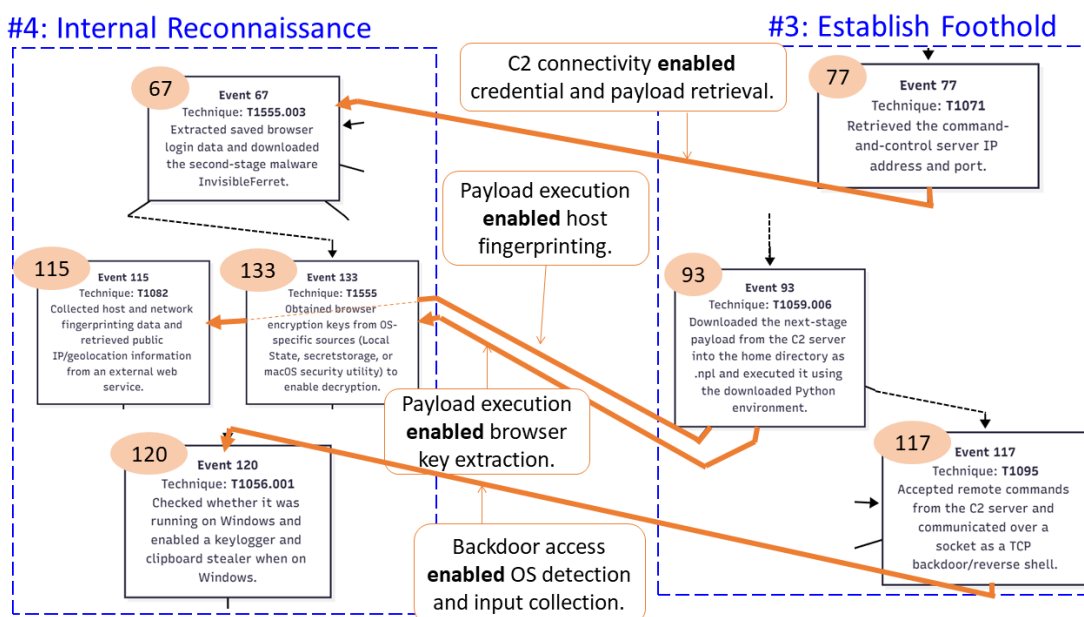 #4: Internal Reconnaissance
#3: Establish Foothold
67
Event 67
Technique: T1555.003
Extracted saved browser
login data and downloaded
the second-stage malware
InvisibleFerret.
C2 connectivity enabled
credential and payload retrieval.
77
Event 77
Technique: T1071
Retrieved the command-
and-control server IP
address and port.
Payload execution
enabled host
fingerprinting.
115
Event 115
Technique: T1082
Collected host and network
fingerprinting data and
retrieved public
IP/geolocation information
from an external web
service.
133
Event 133
Technique: T1555
Obtained browser
encryption keys from OS-
specific sources (Local
State, secretstorage, or
macOS security utility) to
enable decryption.
93
Event 93
Technique: T1059.006
Downloaded the next-stage
payload from the C2 server
into the home directory as
.npl and executed it using
the downloaded Python
environment.
Payload execution
enabled browser
key extraction.
120
Event 120
Technique: T1056.001
Checked whether it was
running on Windows and
enabled a keylogger and
clipboard stealer when on
Windows.
117
Event 117
Technique: T1095
Accepted remote commands
from the C2 server and
communicated over a
socket as a TCP
backdoor/reverse shell.
Backdoor access
enabled OS detection
and input collection.